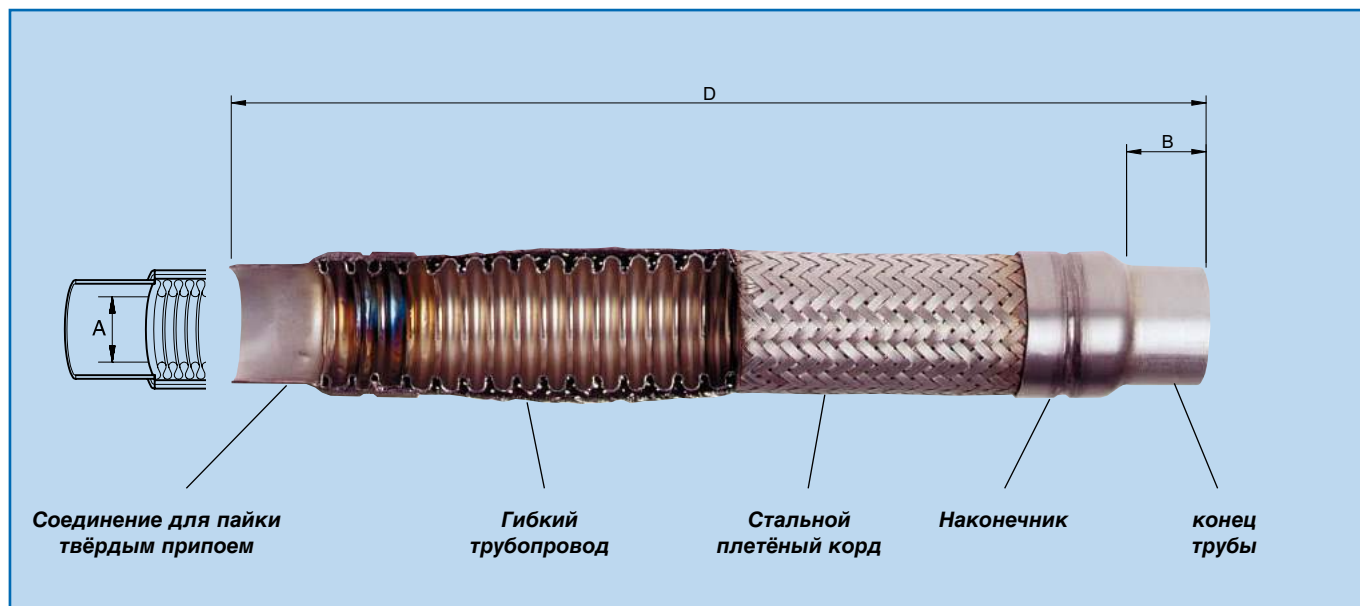 D
B
A
Соединение для пайки
твёрдым припоем
Гибкий
трубопровод
Стальной
плетёный корд
Наконечник
конец
трубы